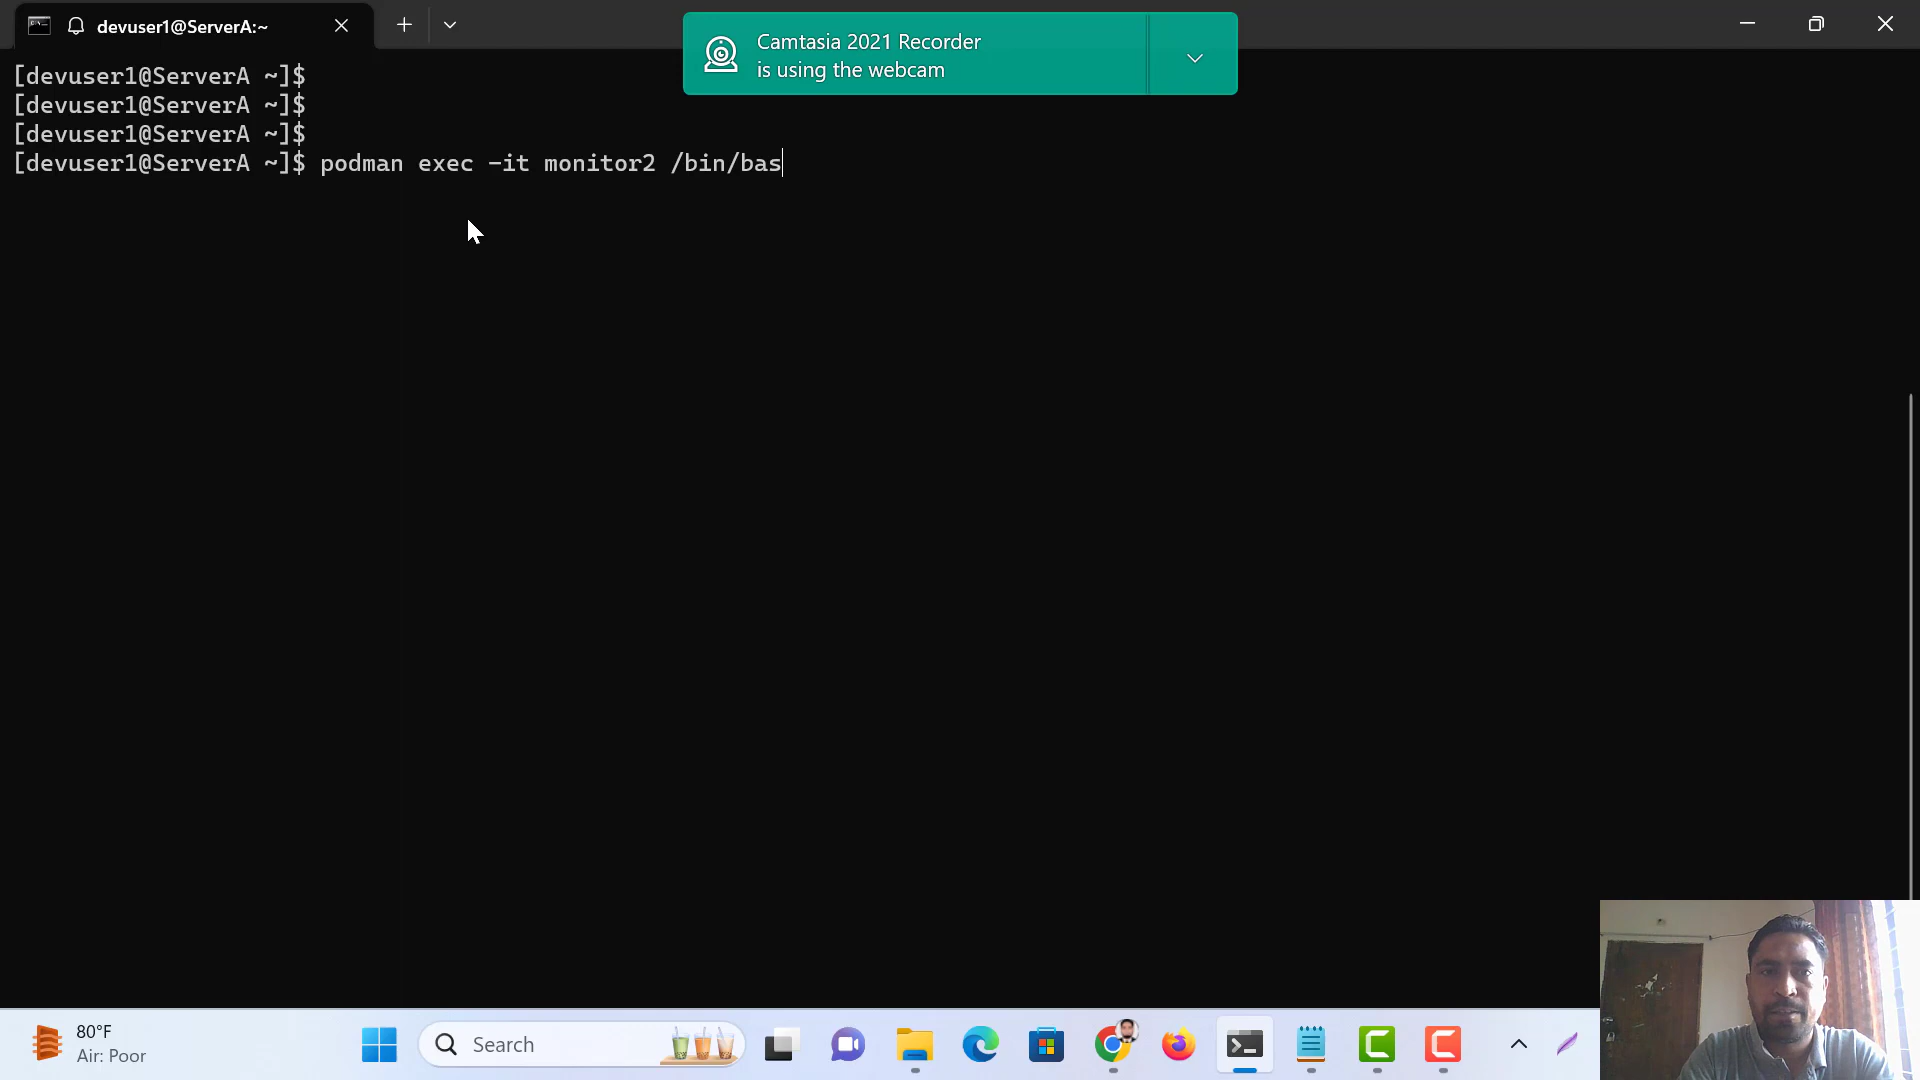 devuser1@ServerA:~
Camtasia 2021 Recorder
is using the webcam
[devuser1@ServerA ~]$
[devuser1@ServerA ~]$
[devuser1@ServerA ~]$
[devuser1@ServerA ~]$ podman exec -it monitor2 /bin/bas
80°F
Air: Poor
Search